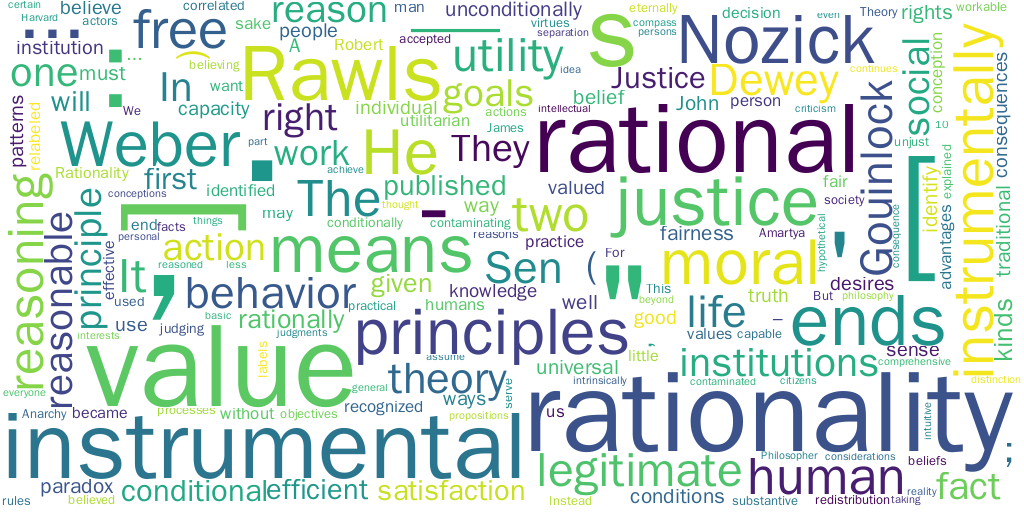 certain
Harvard
actors
...
believe
free
correlated
sake
people
A
reason
man
unconditionally
virtues
separation
accepted
Robert
idea
S
eternally
compass
persons
decision
even
Theory
rights
criticism
workable
Nozick
institution
one
must
...
:
In
believing
want
Rawls
utility
goals
Justice
Dewey
continues
social
conception
instrumentally
will
We
capacity
right
individual
utilitarian
actions
James
belief
intellectual
John
person
10
unjust
consequences
patterns
relabeled
Weber
part
.
work
achieve
He
They
rational
Gouinlock
explained
identify
traditional
Rationality
first
identified
The
published
thought
-
way
valued
two
justice
fair
society
[
advantages
reasoning
reasonable
principle
effective
conceptions
end
facts
personal
things
may
conditionally
contaminating
reasons
practice
fairness
Amartya
hypothetical
'
consequence
action
means
Sen
(
For
"
moral
desires
kinds
It
reasoned
less
,
used
behavior
given
practical
humans
knowledge
well
This
beyond
good
truth
But
philosophy
life
–
ends
use
judging
basic
rationally
judgments
principles
values
capable
sense
interests
value
labels
general
assume
theory
ways
serve
universal
little
institutions
comprehensive
distinction
everyone
Anarchy
became
processes
without
objectives
recognized
propositions
intrinsically
us
contaminated
citizens
rationality
intuitive
;
instrumental
paradox
conditional
efficient
satisfaction
legitimate
Instead
human
Philosopher
considerations
beliefs
reality
fact
rules
believed
conditions
substantive
redistribution
taking